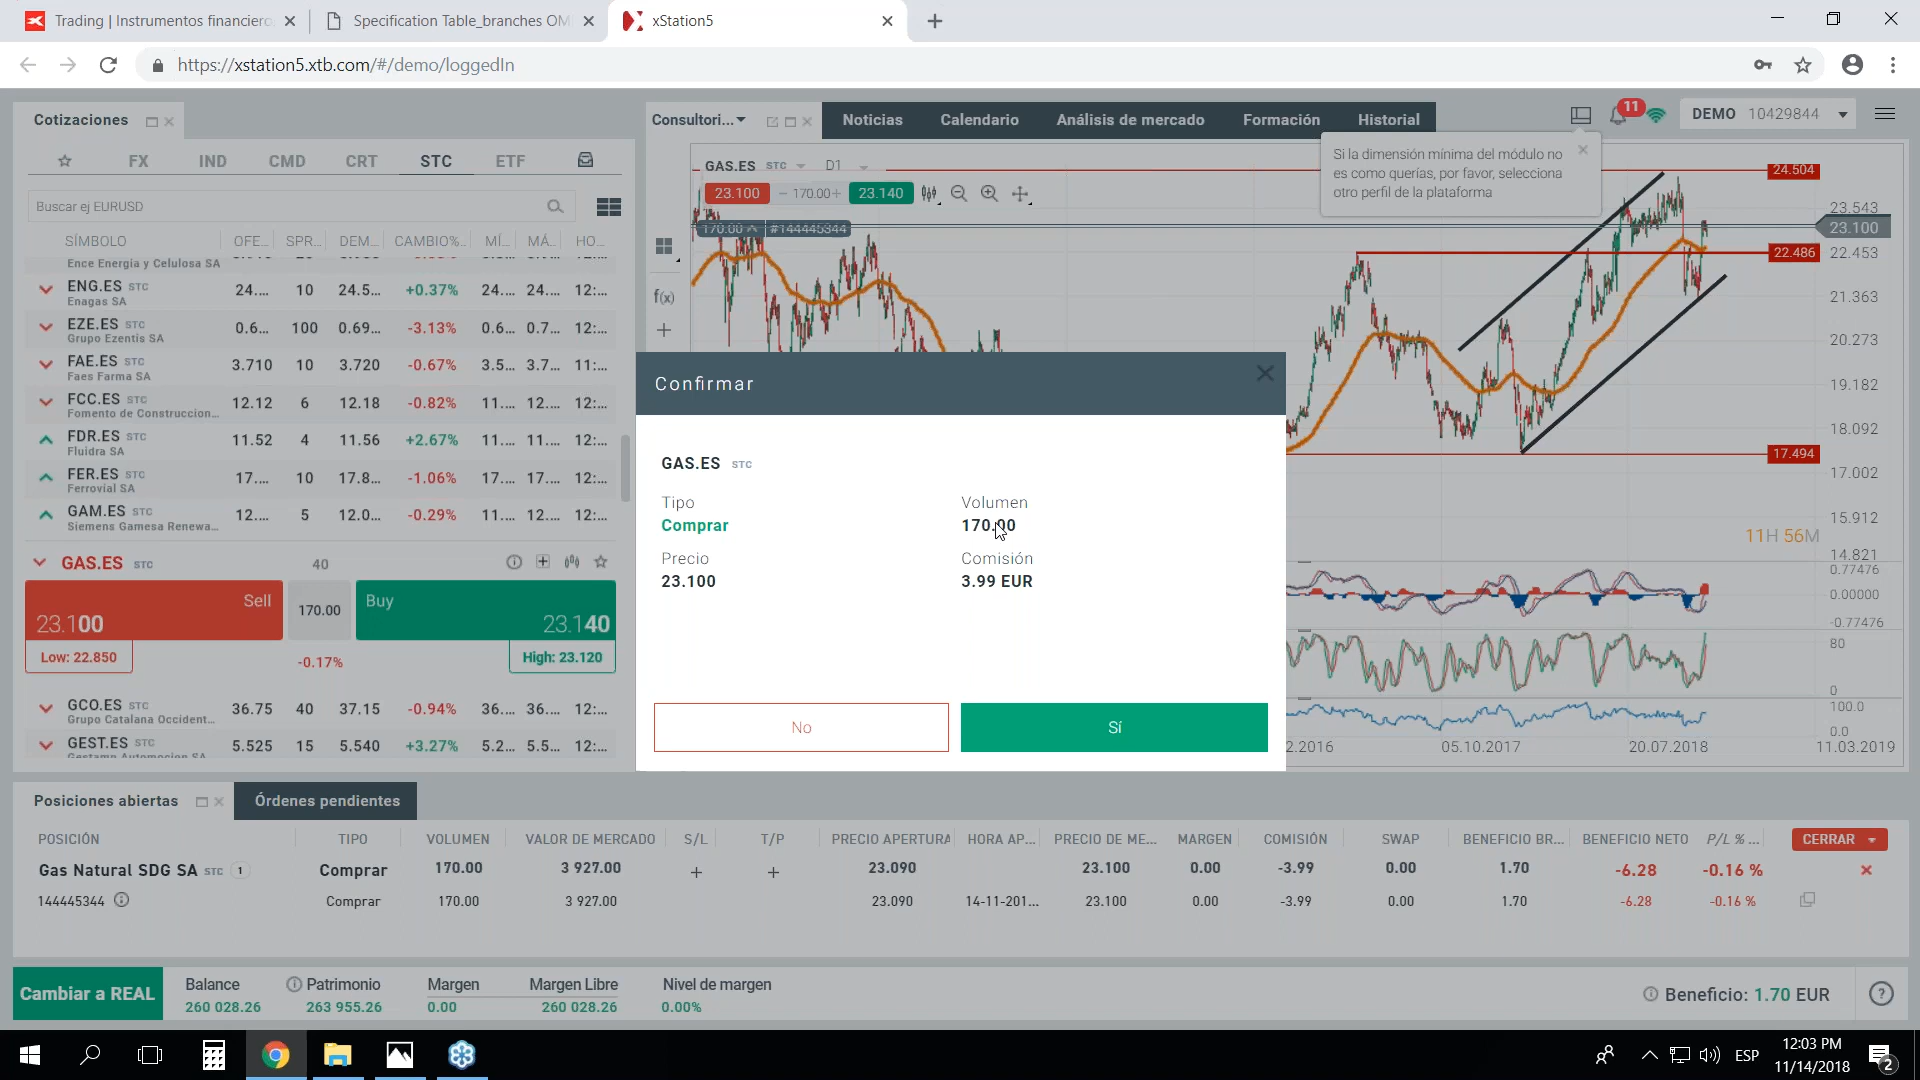 Trading | Instrumentos financiero
Specification Table_branches OM
xStation5
https://xstation5.xtb.com/#/demo/loggedIn
Cotizaciones
Consultori...
Noticias
Calendario
Análisis de mercado
Formación
Historial
11
DEMO 10429844
FX IND CMD CRT STC ETF
Buscar ej EURUSD
SÍMBOLO OFE... SPR... DEM... CAMBIO%... MÍ... MÁ... HO...
Ence Energia y Celulosa SA
ENG.ES STC 24.... 10 24.5... +0.37% 24.... 24.... 12:...
Enagas SA
EZE.ES STC 0.6... 100 0.69... -3.13% 0.6... 0.7... 12:...
Grupo Ezentis SA
FAE.ES STC 3.710 10 3.720 -0.67% 3.5... 3.7... 11:...
Faes Farma SA
FCC.ES STC 12.12 6 12.18 -0.82% 11.... 12.... 12:...
Fomento de Construccion...
FDR.ES STC 11.52 4 11.56 +2.67% 11.... 11.... 12:...
Fluidra SA
FER.ES STC 17.... 10 17.8... -1.06% 17.... 17.... 12:...
Ferrovial SA
GAM.ES STC 12.... 5 12.0... -0.29% 11.... 12.... 12:...
Siemens Gamesa Renewa...
GAS.ES STC 40
Sell 23.100
170.00
Buy 23.140
Low: 22.850
-0.17%
High: 23.120
GCO.ES STC 36.75 40 37.15 -0.94% 36.... 36.... 12:...
Grupo Catalana Occident...
GEST.ES STC 5.525 15 5.540 +3.27% 5.2... 5.5... 12:...
Gestamp Automocion SA
GAS.ES STC D1
23.100 − 170.00 + 23.140
170.00 #144445344
f(x)
Si la dimensión mínima del módulo no
es como querías, por favor, selecciona
otro perfil de la plataforma
24.504
23.543
23.100
22.486
22.453
21.363
20.273
19.182
18.092
17.494
17.002
15.912
11H 56M
14.821
0.77476
0.00000
-0.77476
80
0
100.0
0.0
2.2016 05.10.2017 20.07.2018 11.03.2019
Confirmar
GAS.ES STC
Tipo Volumen
Comprar 170.00
Precio Comisión
23.100 3.99 EUR
No
Sí
Posiciones abiertas
Órdenes pendientes
POSICIÓN TIPO VOLUMEN VALOR DE MERCADO S/L T/P PRECIO APERTURA HORA AP... PRECIO DE ME... MARGEN COMISIÓN SWAP BENEFICIO BR... BENEFICIO NETO P/L % ... CERRAR
Gas Natural SDG SA STC 1 Comprar 170.00 3 927.00 + + 23.090 23.100 0.00 -3.99 0.00 1.70 -6.28 -0.16 %
144445344 Comprar 170.00 3 927.00 23.090 14-11-201... 23.100 0.00 -3.99 0.00 1.70 -6.28 -0.16 %
Cambiar a REAL
Balance Patrimonio Margen Margen Libre Nivel de margen
260 028.26 263 955.26 0.00 260 028.26 0.00%
Beneficio: 1.70 EUR
ESP
12:03 PM
11/14/2018
2